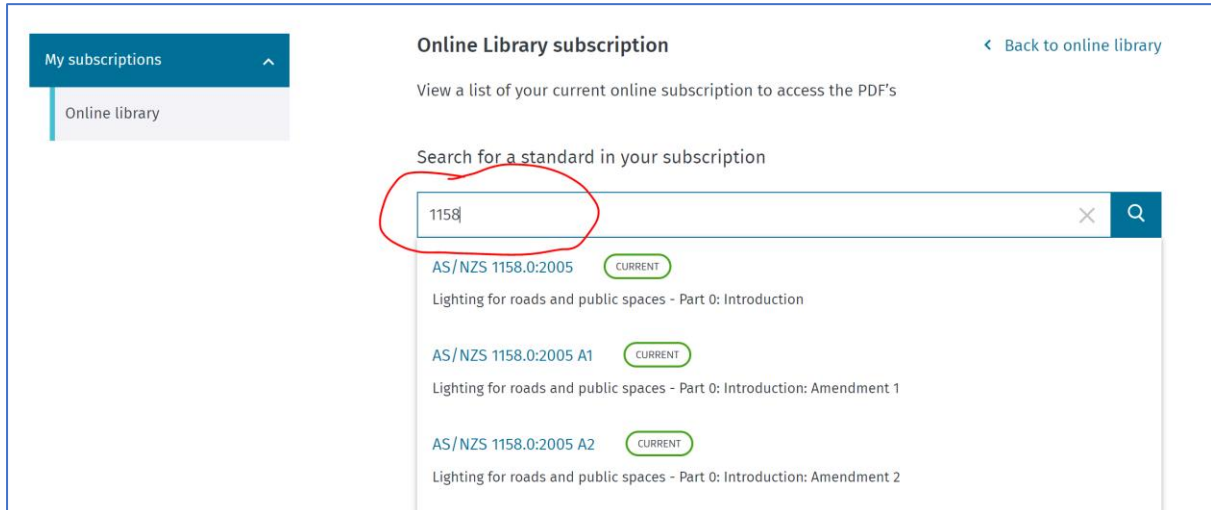 My subscriptions
Online library
Online Library subscription
Back to online library
View a list of your current online subscription to access the PDF's
Search for a standard in your subscription
1158
AS/NZS 1158.0:2005 CURRENT
Lighting for roads and public spaces - Part 0: Introduction
AS/NZS 1158.0:2005 A1 CURRENT
Lighting for roads and public spaces - Part 0: Introduction: Amendment 1
AS/NZS 1158.0:2005 A2 CURRENT
Lighting for roads and public spaces - Part 0: Introduction: Amendment 2